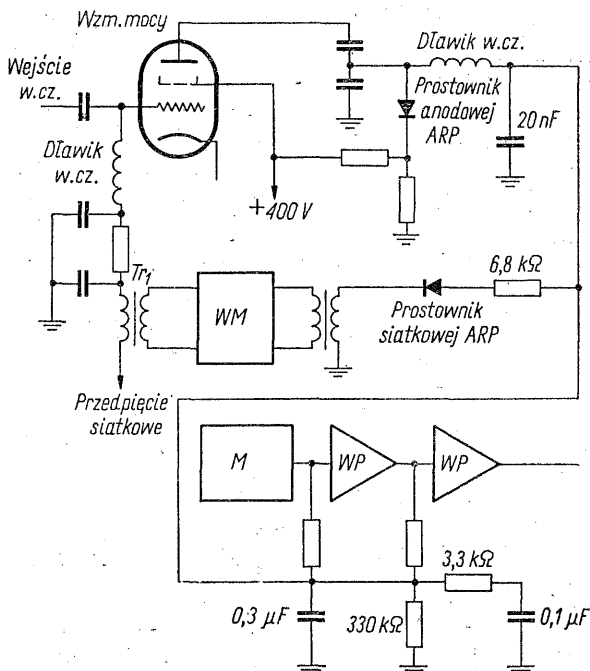 Wzm. mocy
Wejście
w.cz.
Dławik w.cz.
Prostownik
anodowej
ARP
20 nF
Dławik
w.cz.
+400 V
Tr₁
WM
6,8 kΩ
Prostownik
siatkowej ARP
Przedpięcie
siatkowe
M
WP
WP
3,3 kΩ
0,3 μF
330 kΩ
0,1 μF